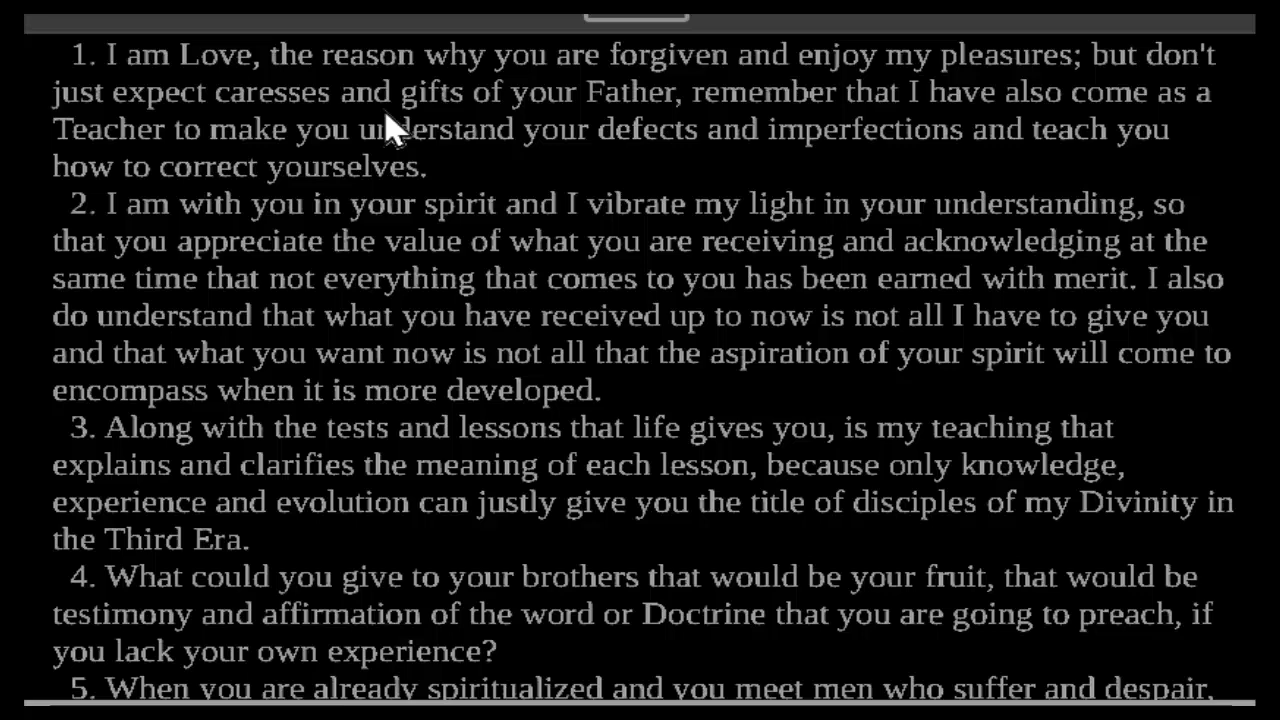 1. I am Love, the reason why you are forgiven and enjoy my pleasures; but don't
just expect caresses and gifts of your Father, remember that I have also come as a
Teacher to make you understand your defects and imperfections and teach you
how to correct yourselves.
2. I am with you in your spirit and I vibrate my light in your understanding, so
that you appreciate the value of what you are receiving and acknowledging at the
same time that not everything that comes to you has been earned with merit. I also
do understand that what you have received up to now is not all I have to give you
and that what you want now is not all that the aspiration of your spirit will come to
encompass when it is more developed.
3. Along with the tests and lessons that life gives you, is my teaching that
explains and clarifies the meaning of each lesson, because only knowledge,
experience and evolution can justly give you the title of disciples of my Divinity in
the Third Era.
4. What could you give to your brothers that would be your fruit, that would be
testimony and affirmation of the word or Doctrine that you are going to preach, if
you lack your own experience?
5. When you are already spiritualized and you meet men who suffer and despair,